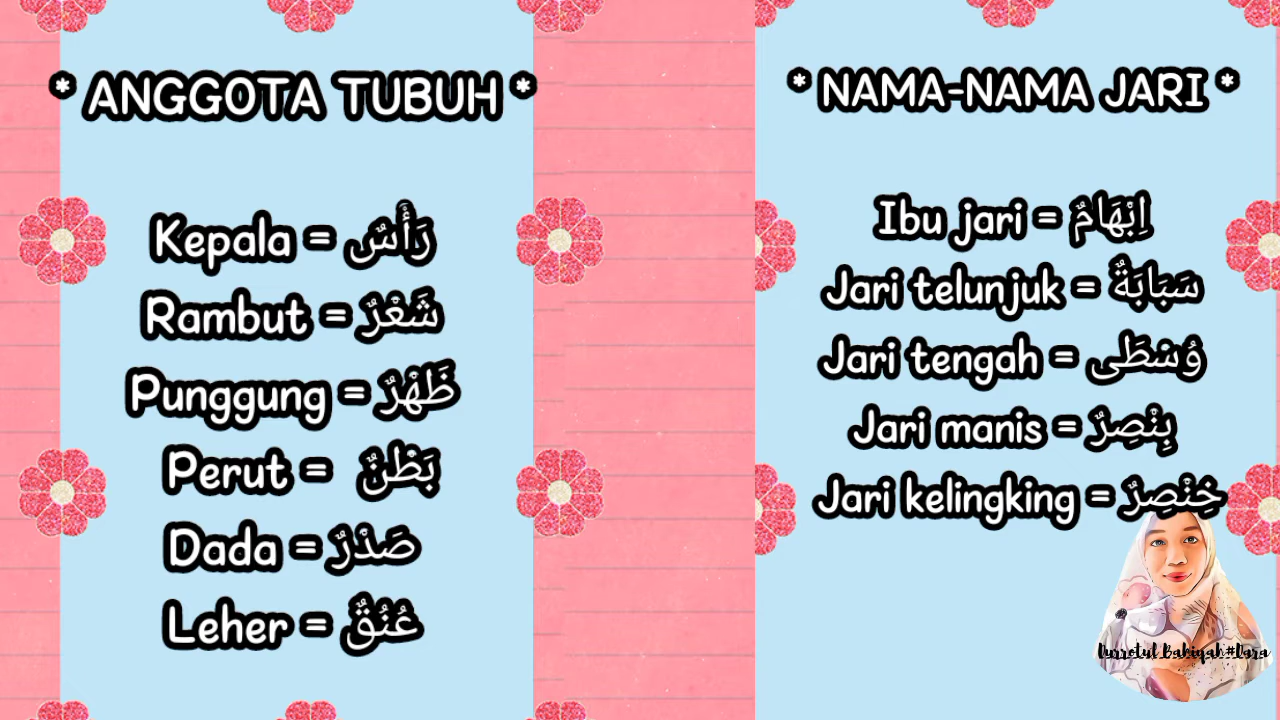 * ANGGOTA TUBUH *
Kepala = رَأْسٌ
Rambut = شَعْرٌ
Punggung = ظَهْرٌ
Perut = بَطْنٌ
Dada = صَدْرٌ
Leher = عُنُقٌ
* NAMA-NAMA JARI *
Ibu jari = اِبْهَامٌ
Jari telunjuk = سَبَابَةٌ
Jari tengah = وُسْطَى
Jari manis = بِنْصِرٌ
Jari kelingking = خِنْصِرٌ
Durrotul Bahiyah#Dara